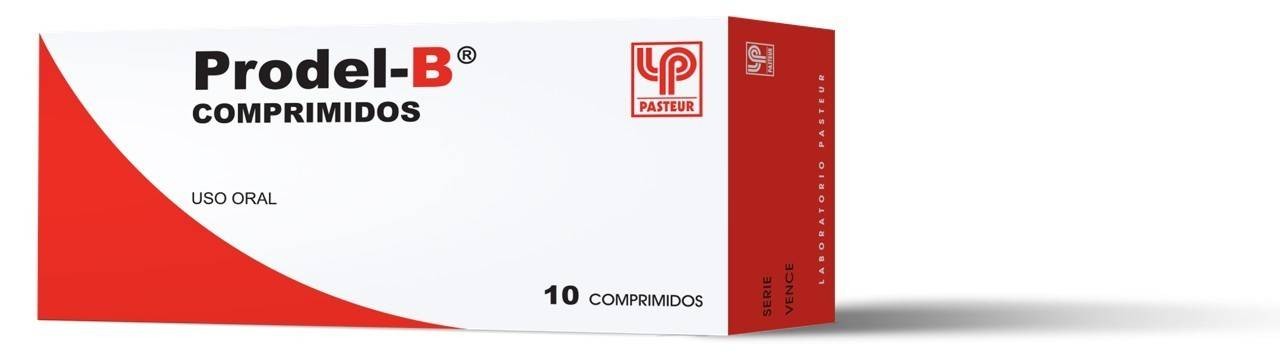 Prodel-B®
COMPRIMIDOS
LP
PASTEUR
USO ORAL
10 COMPRIMIDOS
LP
PASTEUR
LABORATORIO PASTEUR
SERIE
VENCE